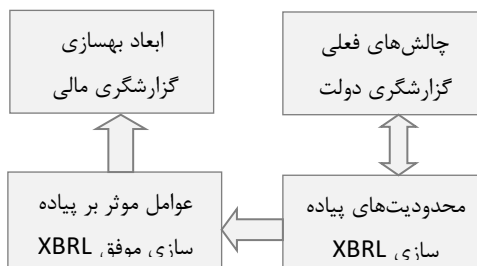 چالش‌های فعلی
گزارشگری دولت
ابعاد بهسازی
گزارشگری مالی
محدودیت‌های پیاده
سازی XBRL
عوامل موثر بر پیاده
سازی موفق XBRL